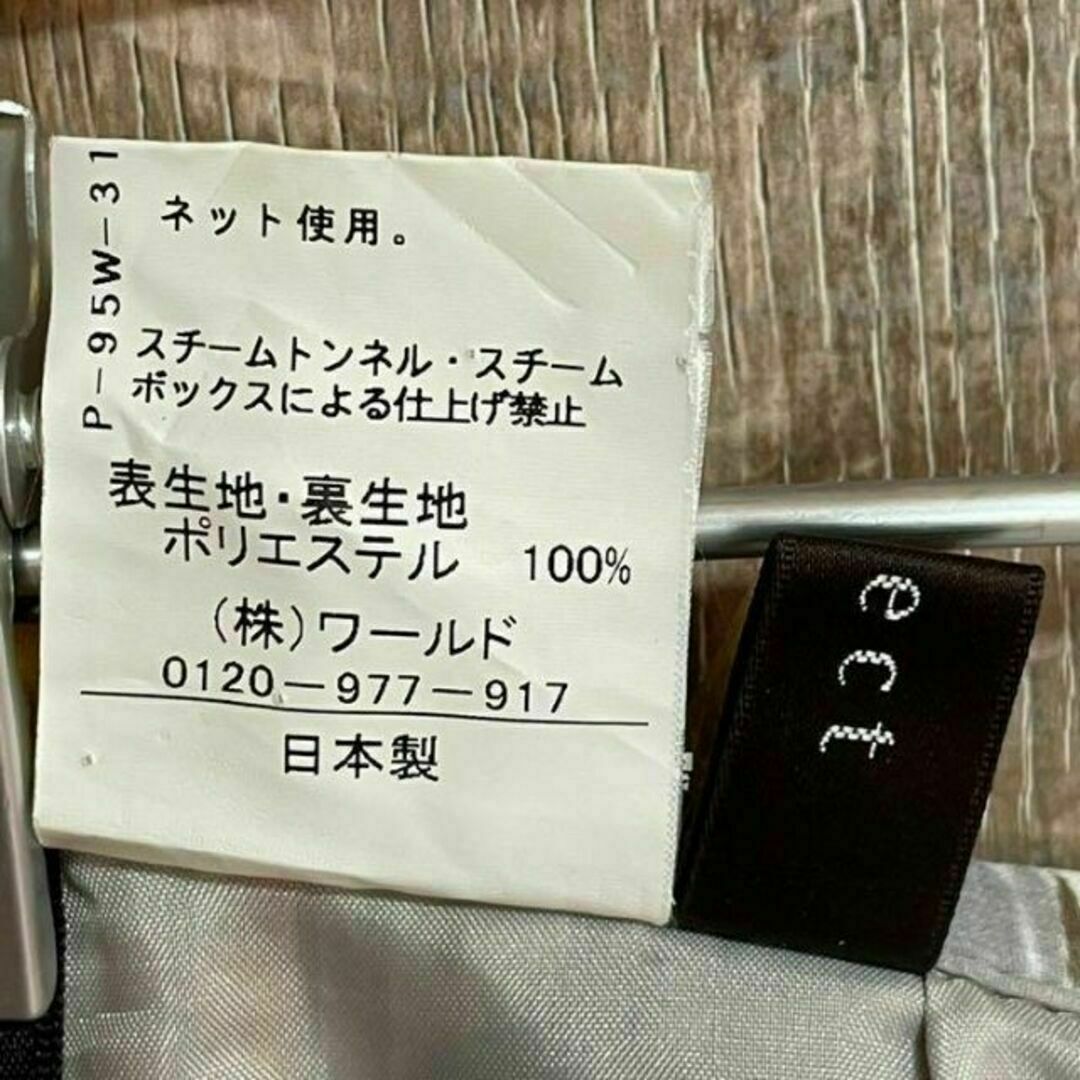 P-95W-31
ネット使用。
スチームトンネル・スチーム
ボックスによる仕上げ禁止
表生地・裏生地
ポリエステル 100%
(株)ワールド
0120-977-917
日本製
ect